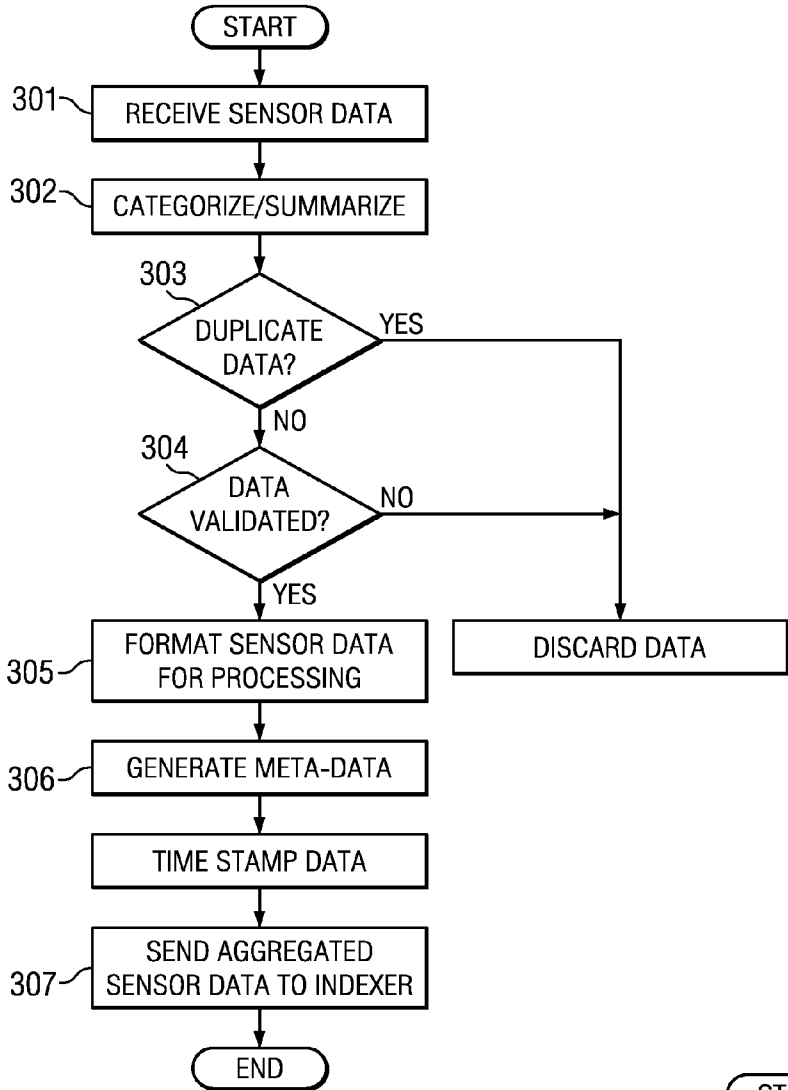 START
301
RECEIVE SENSOR DATA
302
CATEGORIZE/SUMMARIZE
303
DUPLICATE
DATA?
YES
NO
304
DATA
VALIDATED?
NO
YES
305
FORMAT SENSOR DATA
FOR PROCESSING
DISCARD DATA
306
GENERATE META-DATA
TIME STAMP DATA
307
SEND AGGREGATED
SENSOR DATA TO INDEXER
END